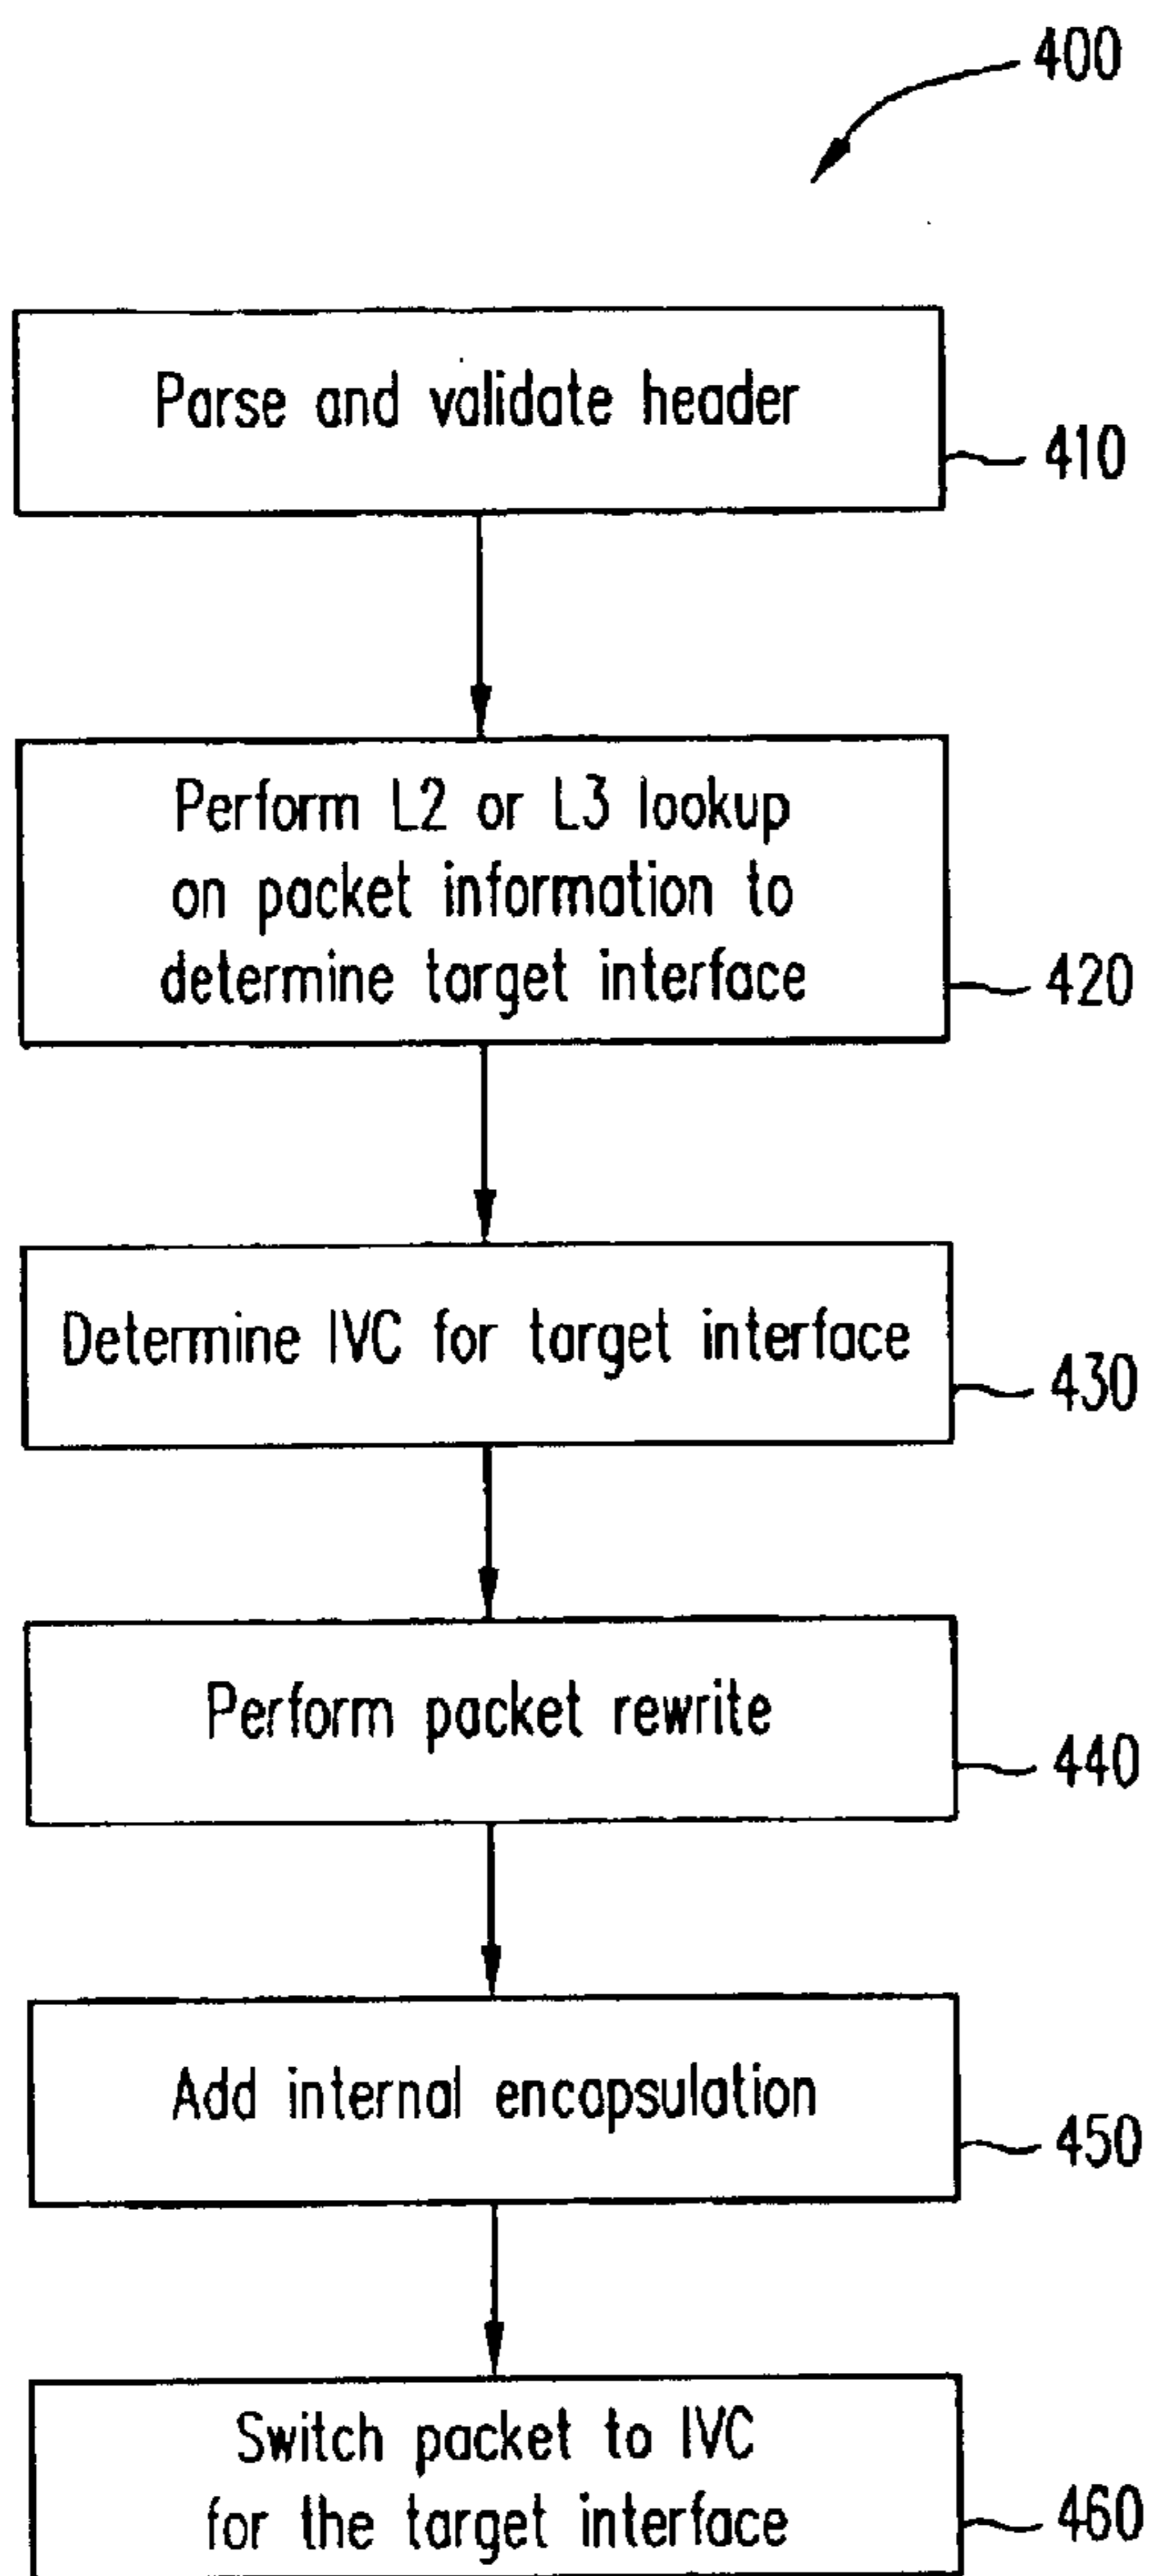 400
Parse and validate header
410
Perform L2 or L3 lookup
on packet information to
determine target interface
420
Determine IVC for target interface
430
Perform packet rewrite
440
Add internal encapsulation
450
Switch packet to IVC
for the target interface
460